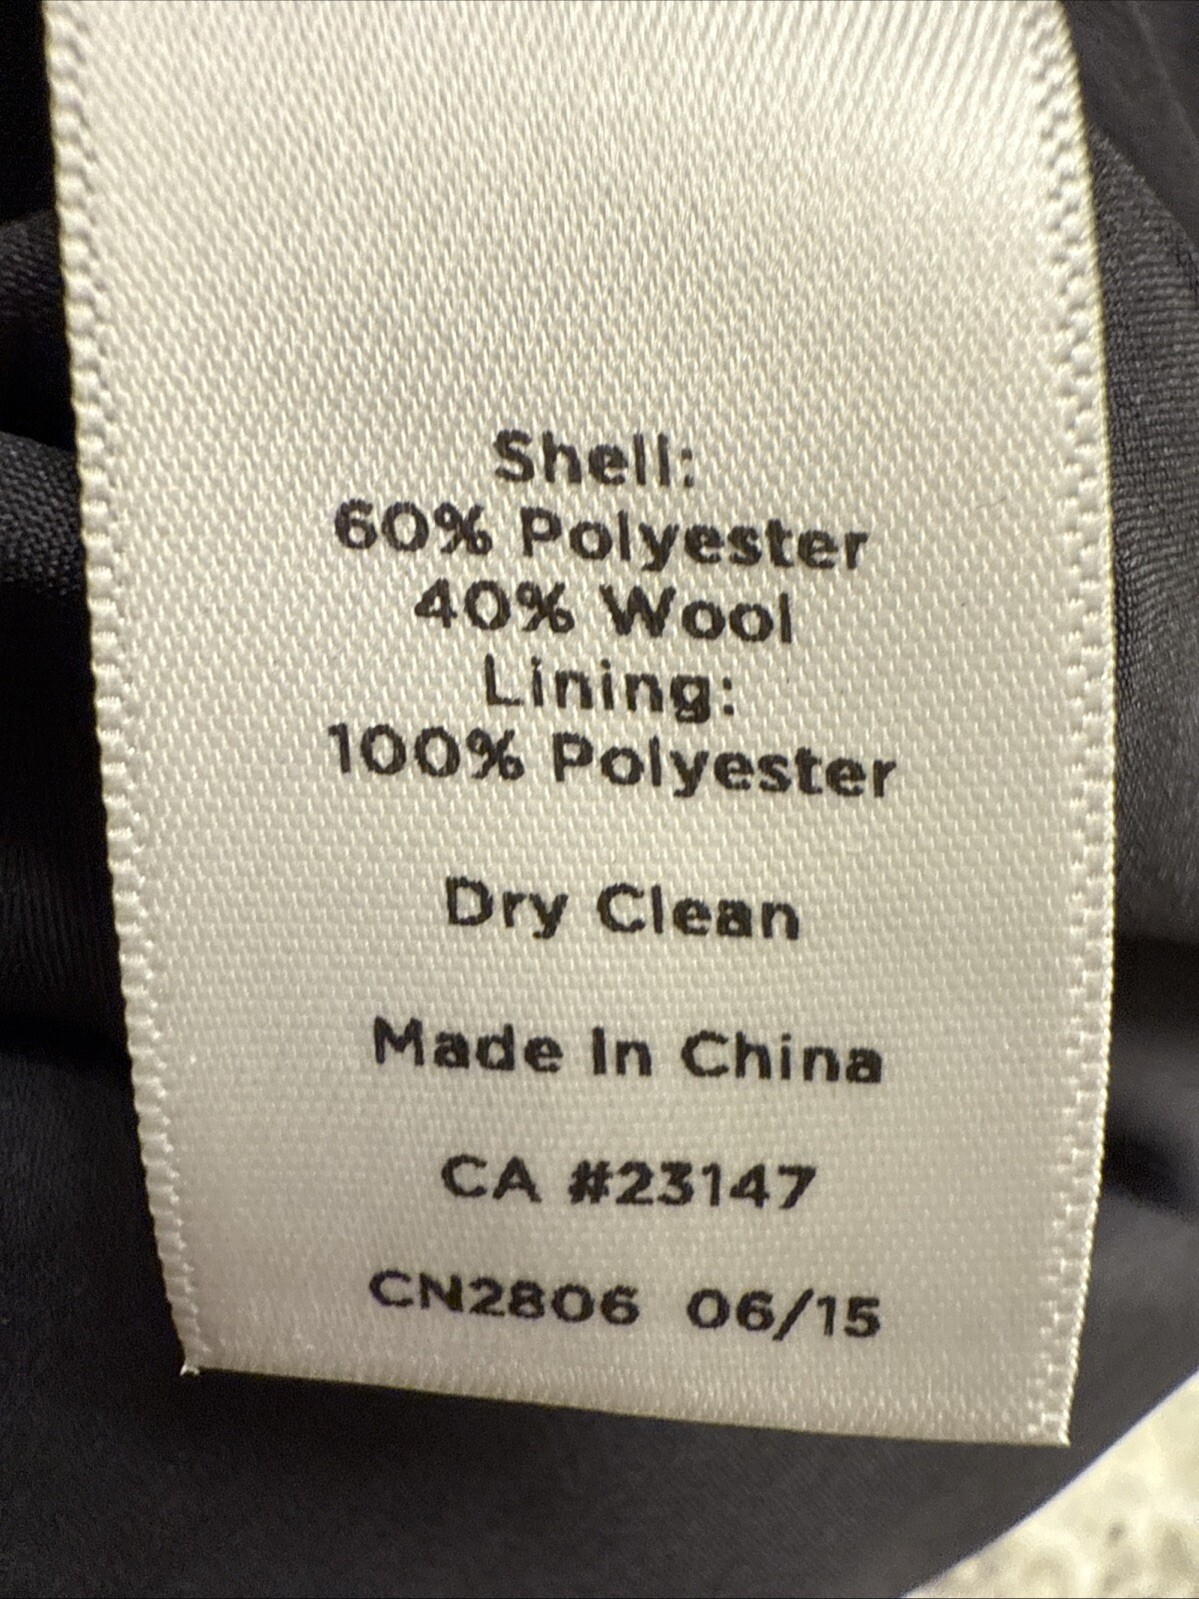 Shell:
60% Polyester
40% Wool
Lining:
100% Polyester
Dry Clean
Made In China
CA #23147
CN2806 06/15